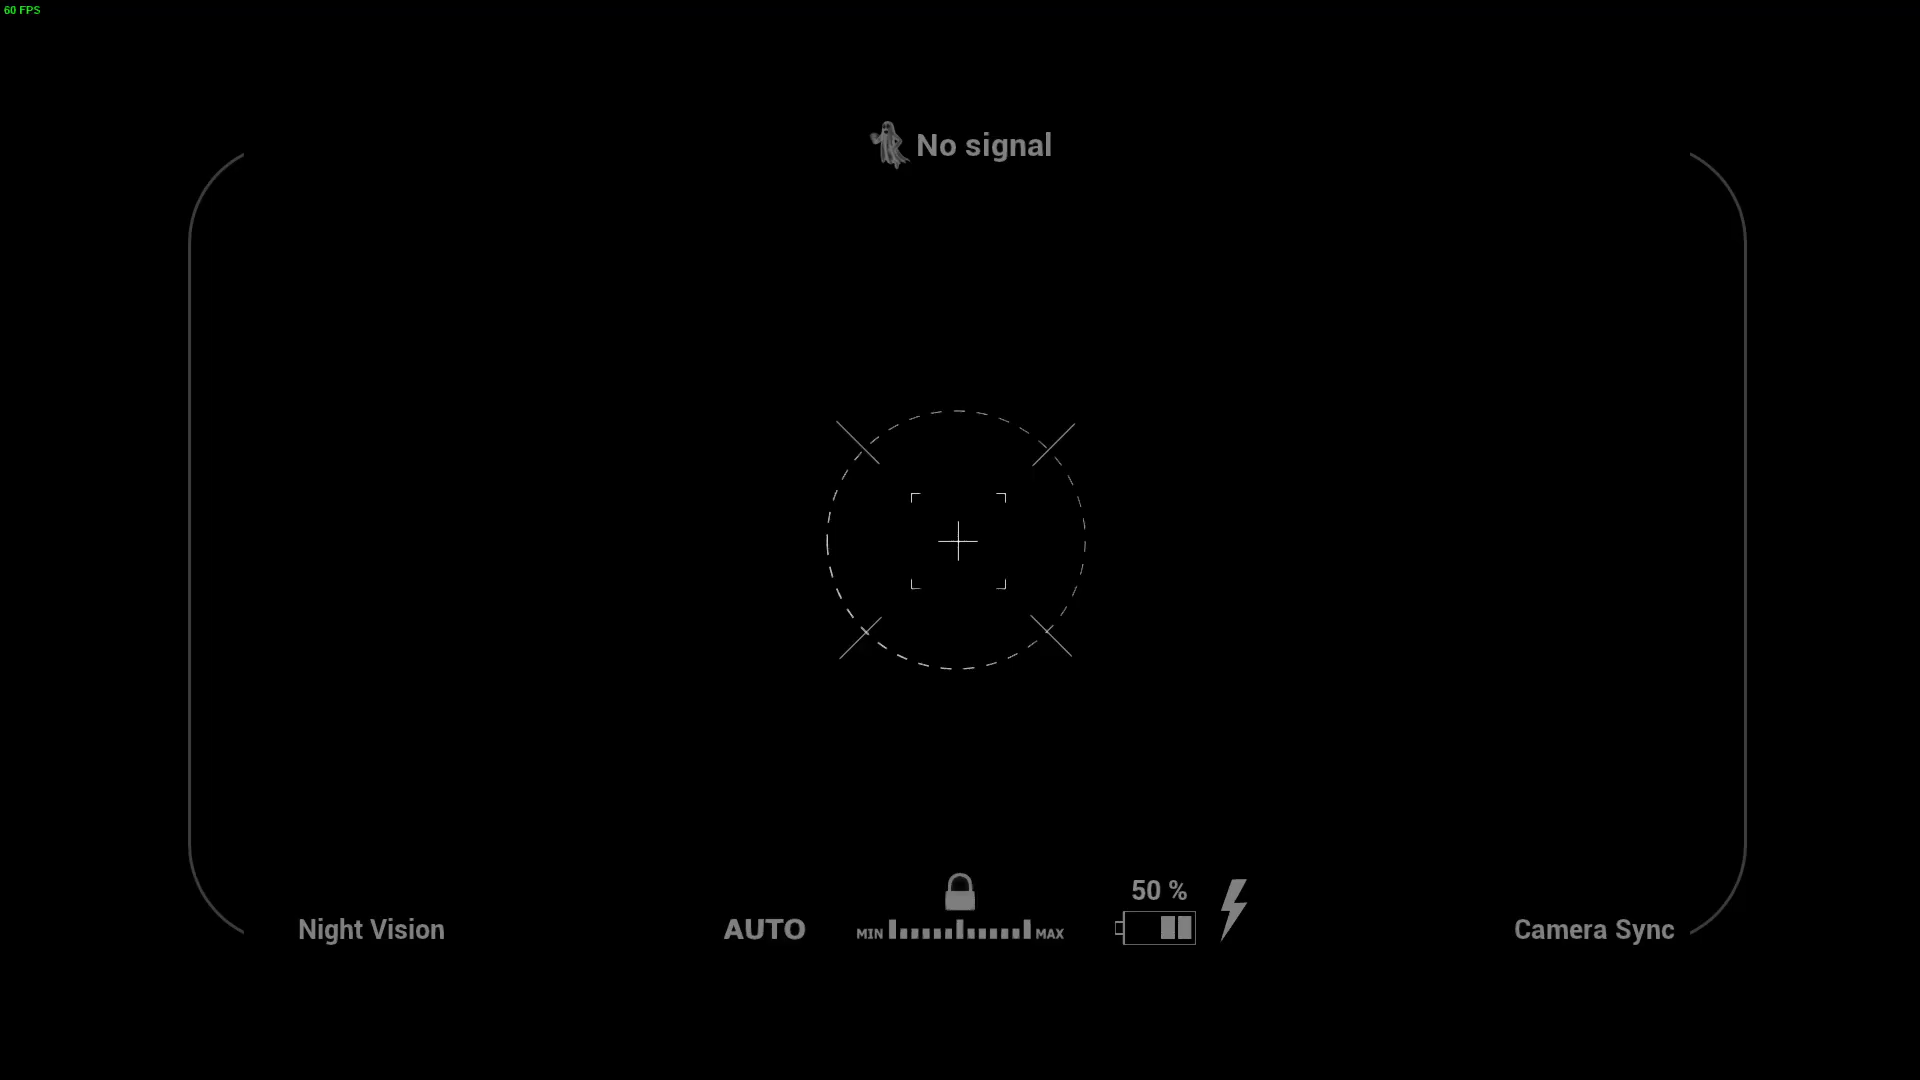 60 FPS
No signal
50 %
Night Vision
AUTO
MIN
MAX
Camera Sync